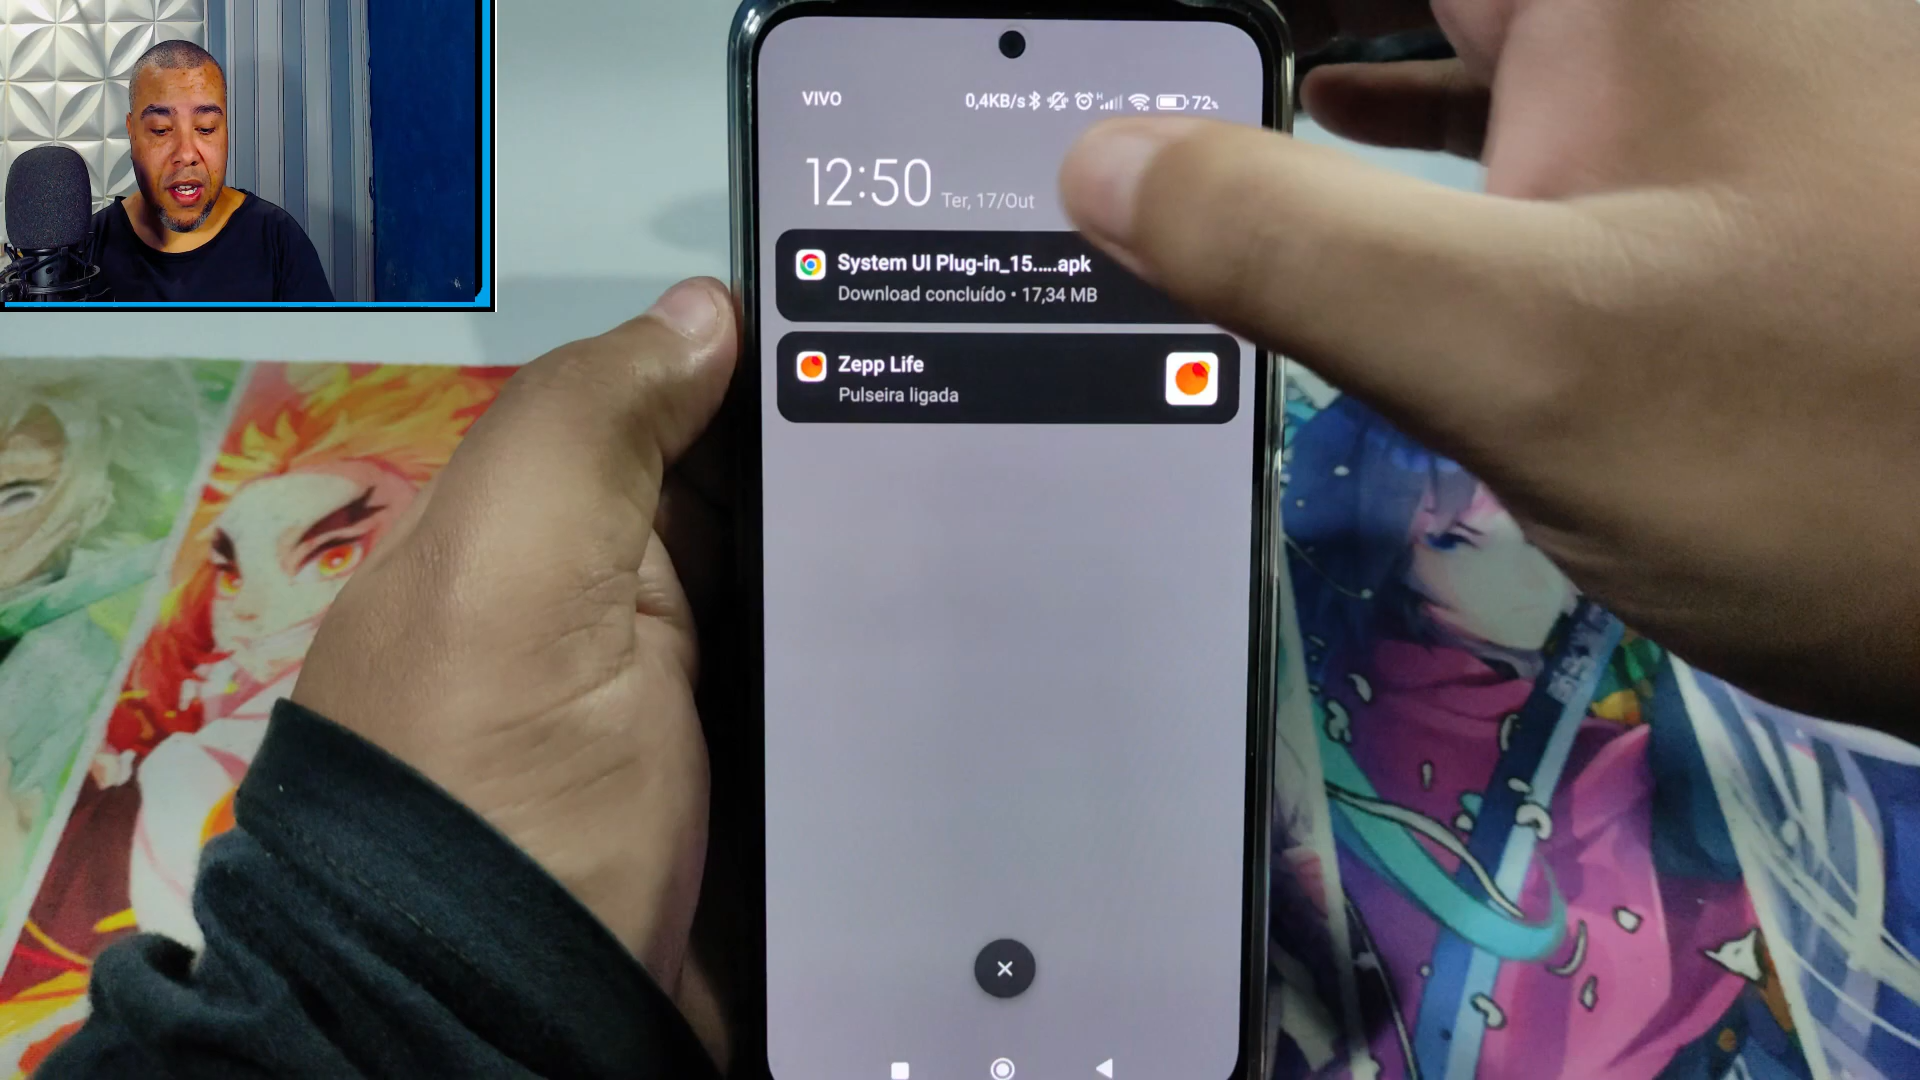 VIVO
0,4KB/s
72%
12:50
Ter, 17/Out
System UI Plug-in_15.....apk
Download concluído • 17,34 MB
Zepp Life
Pulseira ligada